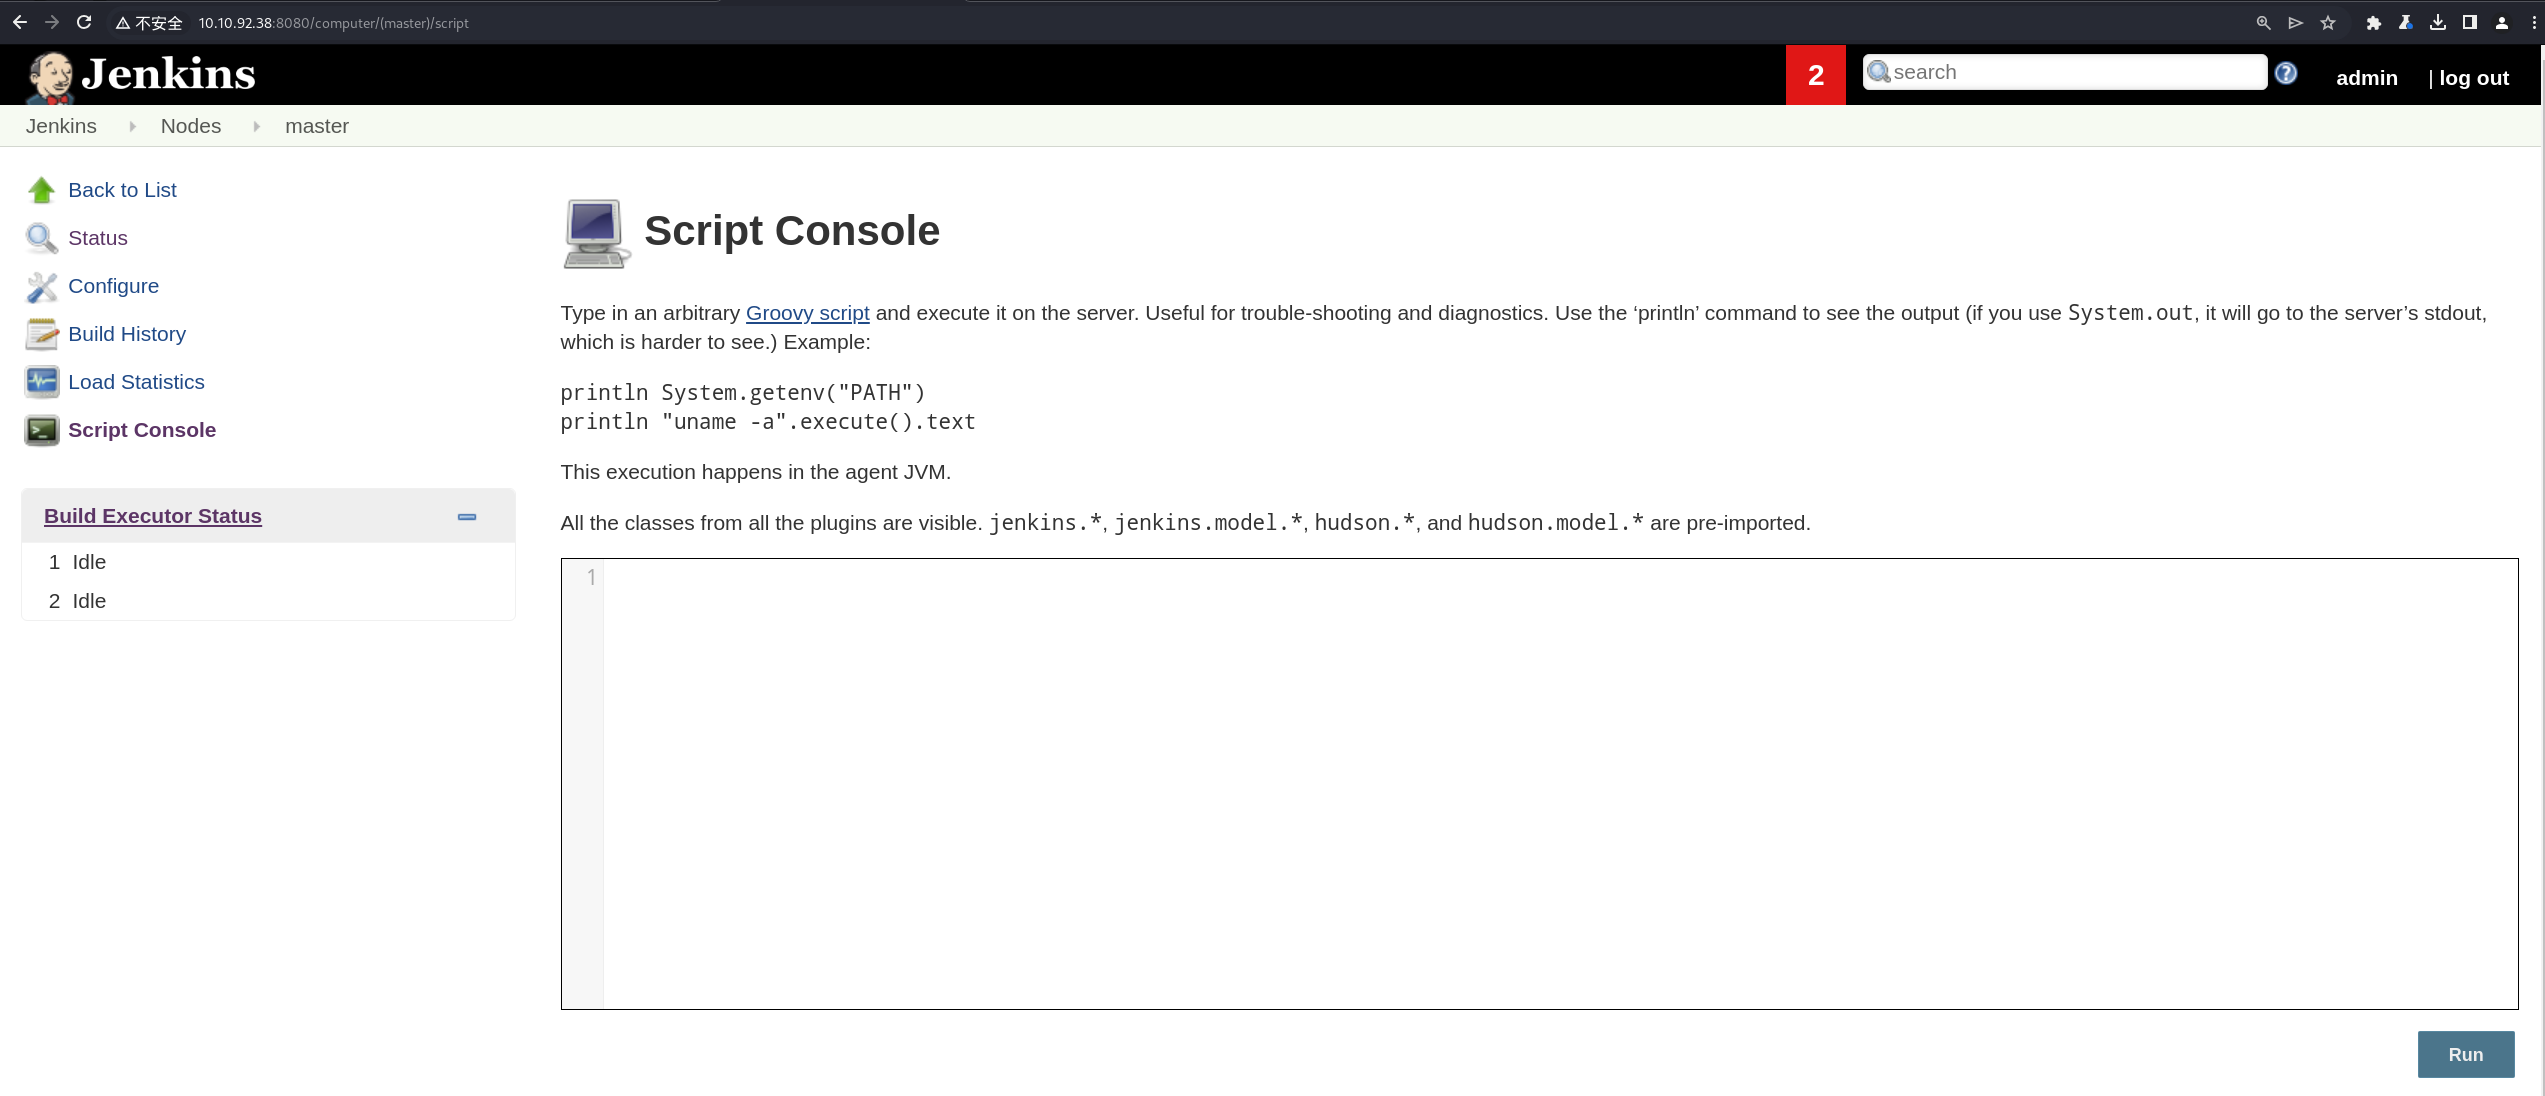 不安全 10.10.92.38:8080/computer/(master)/script
Jenkins 2 search admin | log out
Jenkins Nodes master
Back to List
Status
Configure
Build History
Load Statistics
Script Console
Build Executor Status
1 Idle
2 Idle
Script Console
Type in an arbitrary Groovy script and execute it on the server. Useful for trouble-shooting and diagnostics. Use the ‘println’ command to see the output (if you use System.out, it will go to the server’s stdout,
which is harder to see.) Example:
println System.getenv("PATH")
println "uname -a".execute().text
This execution happens in the agent JVM.
All the classes from all the plugins are visible. jenkins.*, jenkins.model.*, hudson.*, and hudson.model.* are pre-imported.
1
Run